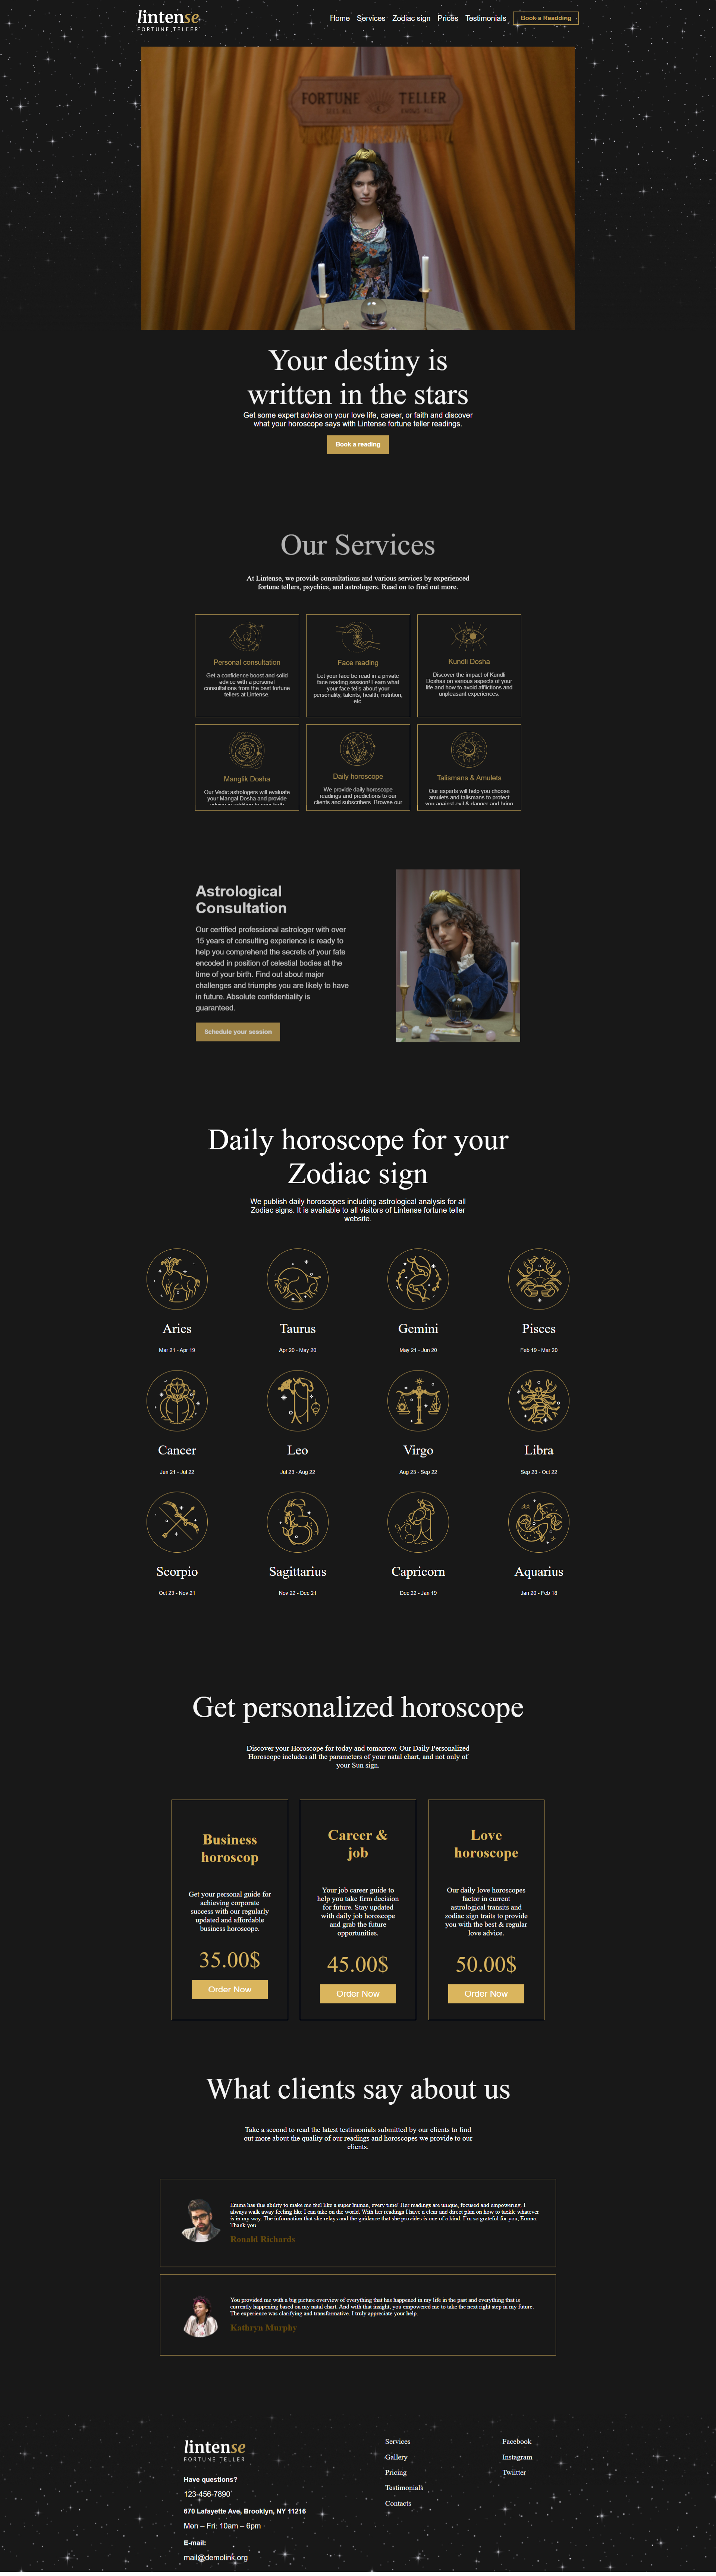 lintense
FORTUNE TELLER
Home Services Zodiac sign Prices Testimonials Book a Readding
FORTUNE TELLER
Your destiny is
written in the stars
Get some expert advice on your love life, career, or faith and discover
what your horoscope says with Lintense fortune teller readings.
Book a reading
Our Services
At Lintense, we provide consultations and various services by experienced
fortune tellers, psychics, and astrologers. Read on to find out more.
Personal consultation
Get a confidence boost and solid
advice with a personal
consultations from the best fortune
tellers at Lintense.
Face reading
Let your face be read in a private
face reading session! Learn what
your face tells about your
personality, talents, health, nutrition,
etc.
Kundli Dosha
Discover the impact of Kundli
Doshas on various aspects of your
life and how to avoid afflictions and
unpleasant experiences.
Manglik Dosha
Our Vedic astrologers will evaluate
your Mangal Dosha and provide
advice in addition to your birth
Daily horoscope
We provide daily horoscope
readings and predictions to our
clients and subscribers. Browse our
Talismans & Amulets
Our experts will help you choose
amulets and talismans to protect
you against evil & danger and bring
Astrological
Consultation
Our certified professional astrologer with over
15 years of consulting experience is ready to
help you comprehend the secrets of your fate
encoded in position of celestial bodies at the
time of your birth. Find out about major
challenges and triumphs you are likely to have
in future. Absolute confidentiality is
guaranteed.
Schedule your session
Daily horoscope for your
Zodiac sign
We publish daily horoscopes including astrological analysis for all
Zodiac signs. It is available to all visitors of Lintense fortune teller
website.
Aries Taurus Gemini Pisces
Mar 21 - Apr 19 Apr 20 - May 20 May 21 - Jun 20 Feb 19 - Mar 20
Cancer Leo Virgo Libra
Jun 21 - Jul 22 Jul 23 - Aug 22 Aug 23 - Sep 22 Sep 23 - Oct 22
Scorpio Sagittarius Capricorn Aquarius
Oct 23 - Nov 21 Nov 22 - Dec 21 Dec 22 - Jan 19 Jan 20 - Feb 18
Get personalized horoscope
Discover your Horoscope for today and tomorrow. Our Daily Personalized
Horoscope includes all the parameters of your natal chart, and not only of
your Sun sign.
Business
horoscop
Get your personal guide for
achieving corporate
success with our regularly
updated and affordable
business horoscope.
35.00$
Order Now
Career &
job
Your job career guide to
help you take firm decision
for future. Stay updated
with daily job horoscope
and grab the future
opportunities.
45.00$
Order Now
Love
horoscope
Our daily love horoscopes
factor in current
astrological transits and
zodiac sign traits to provide
you with the best & regular
love advice.
50.00$
Order Now
What clients say about us
Take a second to read the latest testimonials submitted by our clients to find
out more about the quality of our readings and horoscopes we provide to our
clients.
Emma has this ability to make me feel like a super human, every time! Her readings are unique, focused and empowering. I
always walk away feeling like I can take on the world. With her readings I have a clear and direct plan on how to tackle whatever
is in my way. The information that she relays and the guidance that she provides is one of a kind. I'm so grateful for you, Emma.
Thank you
Ronald Richards
You provided me with a big picture overview of everything that has happened in my life in the past and everything that is
currently happening based on my natal chart. And with that insight, you empowered me to take the next right step in my future.
The experience was clarifying and transformative. I truly appreciate your help.
Kathryn Murphy
lintense
FORTUNE TELLER
Have questions?
123-456-7890
670 Lafayette Ave, Brooklyn, NY 11216
Mon – Fri: 10am – 6pm
E-mail:
mail@demolink.org
Services
Gallery
Pricing
Testimonials
Contacts
Facebook
Instagram
Twiitter